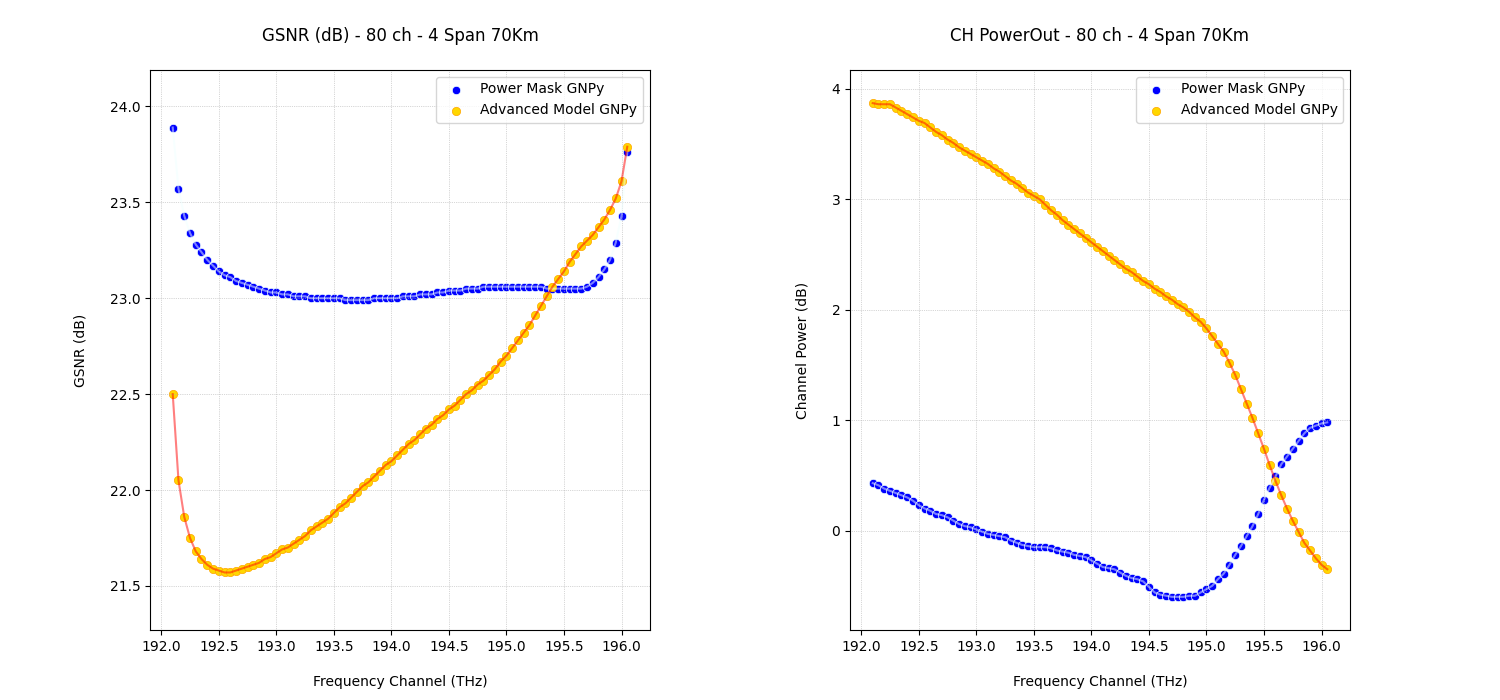 GSNR (dB) - 80 ch - 4 Span 70Km
Power Mask GNPy
Advanced Model GNPy
GSNR (dB)
24.0
23.5
23.0
22.5
22.0
21.5
192.0 192.5 193.0 193.5 194.0 194.5 195.0 195.5 196.0
Frequency Channel (THz)
CH PowerOut - 80 ch - 4 Span 70Km
Power Mask GNPy
Advanced Model GNPy
Channel Power (dB)
4
3
2
1
0
192.0 192.5 193.0 193.5 194.0 194.5 195.0 195.5 196.0
Frequency Channel (THz)